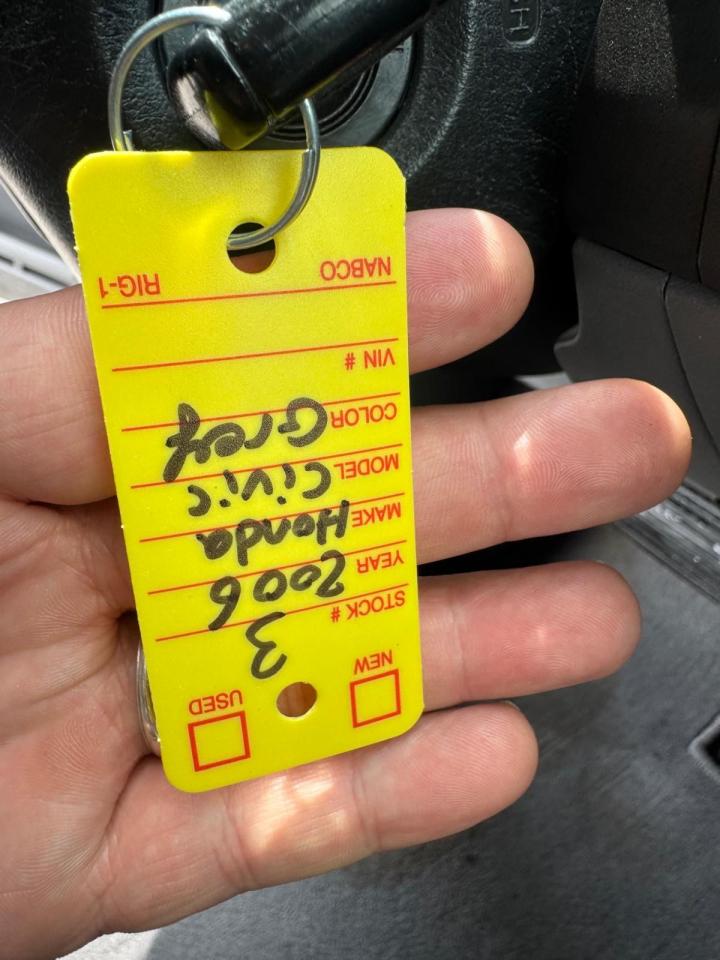 NEW USED
STOCK # 3
YEAR 2006
MAKE Honda
MODEL Civic
COLOR Grey
VIN #
NABCO RIG-1